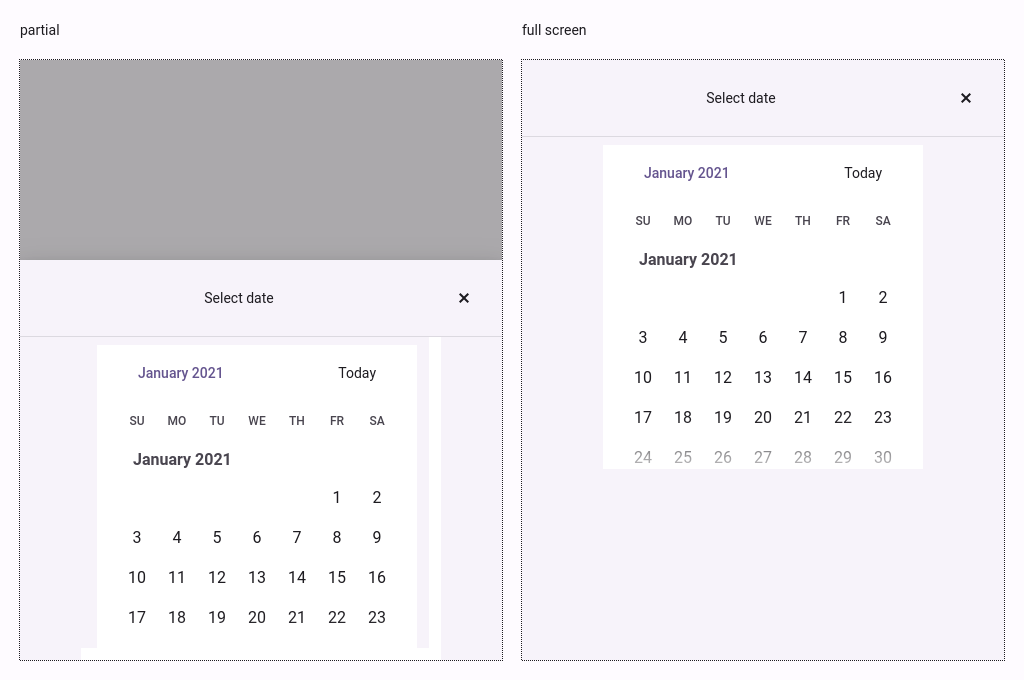 partial
Select date ×
January 2021 Today
SU MO TU WE TH FR SA
January 2021
1 2
3 4 5 6 7 8 9
10 11 12 13 14 15 16
17 18 19 20 21 22 23
full screen
Select date ×
January 2021 Today
SU MO TU WE TH FR SA
January 2021
1 2
3 4 5 6 7 8 9
10 11 12 13 14 15 16
17 18 19 20 21 22 23
24 25 26 27 28 29 30